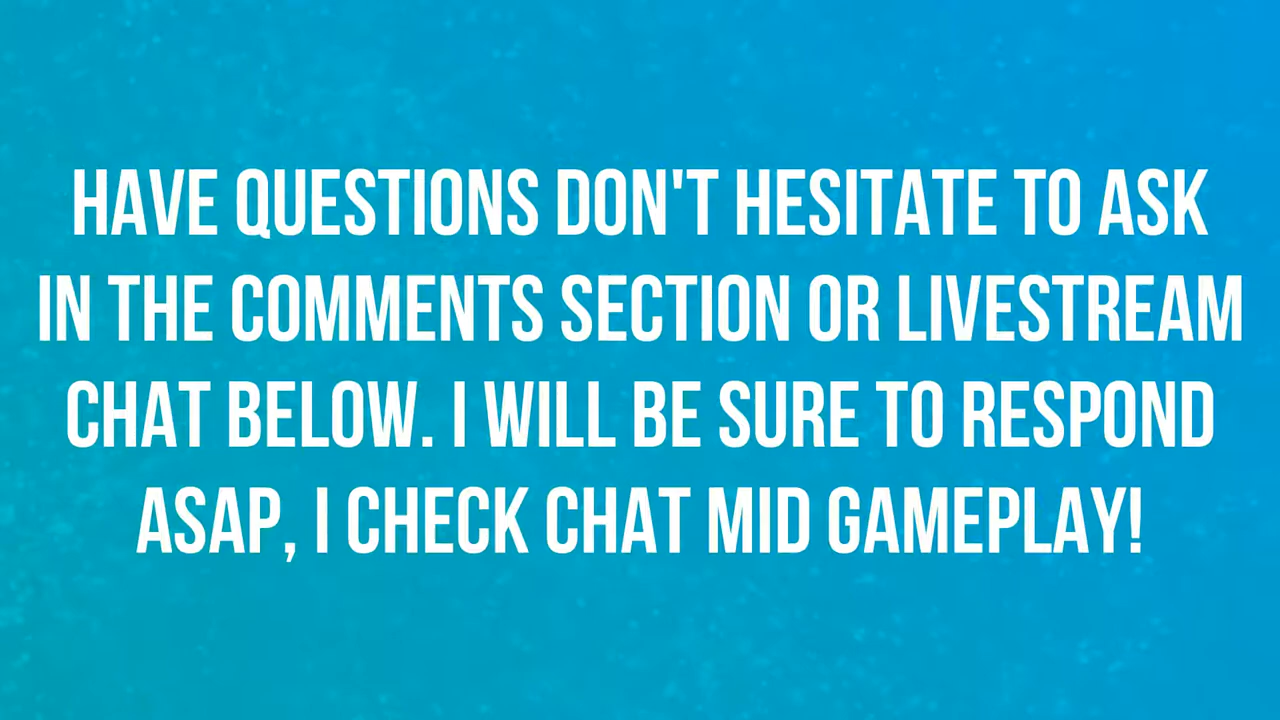 HAVE QUESTIONS DON'T HESITATE TO ASK
IN THE COMMENTS SECTION OR LIVESTREAM
CHAT BELOW. I WILL BE SURE TO RESPOND
ASAP, I CHECK CHAT MID GAMEPLAY!